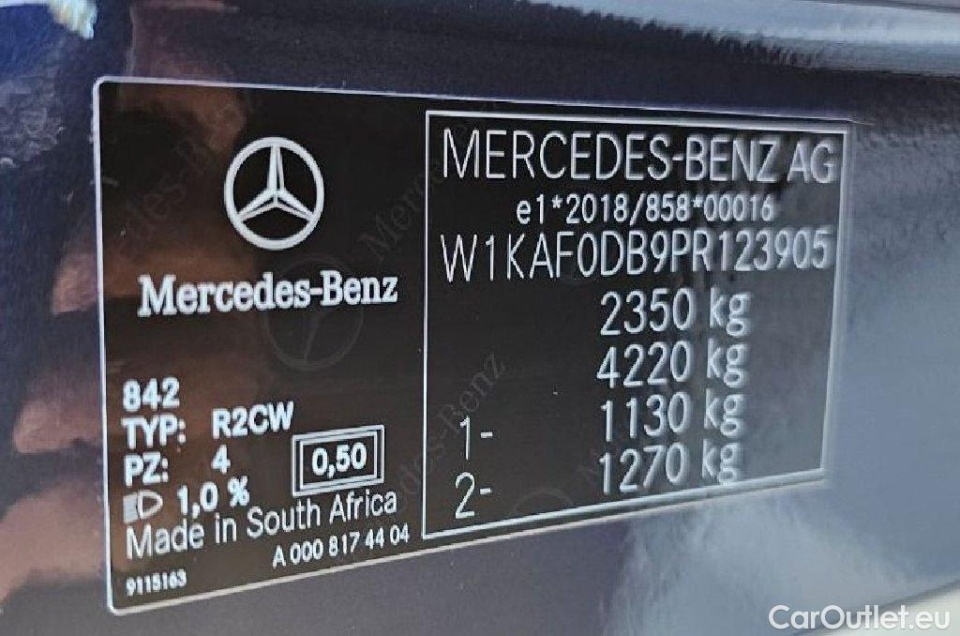 Mercedes-Benz
842
TYP: R2CW
PZ: 4
0,50
1,0 %
Made in South Africa
A 000 817 44 04
9115163
MERCEDES-BENZ AG
e1*2018/858*00016
W1KAF0DB9PR123905
2350 kg
4220 kg
1- 1130 kg
2- 1270 kg
CarOutlet.eu